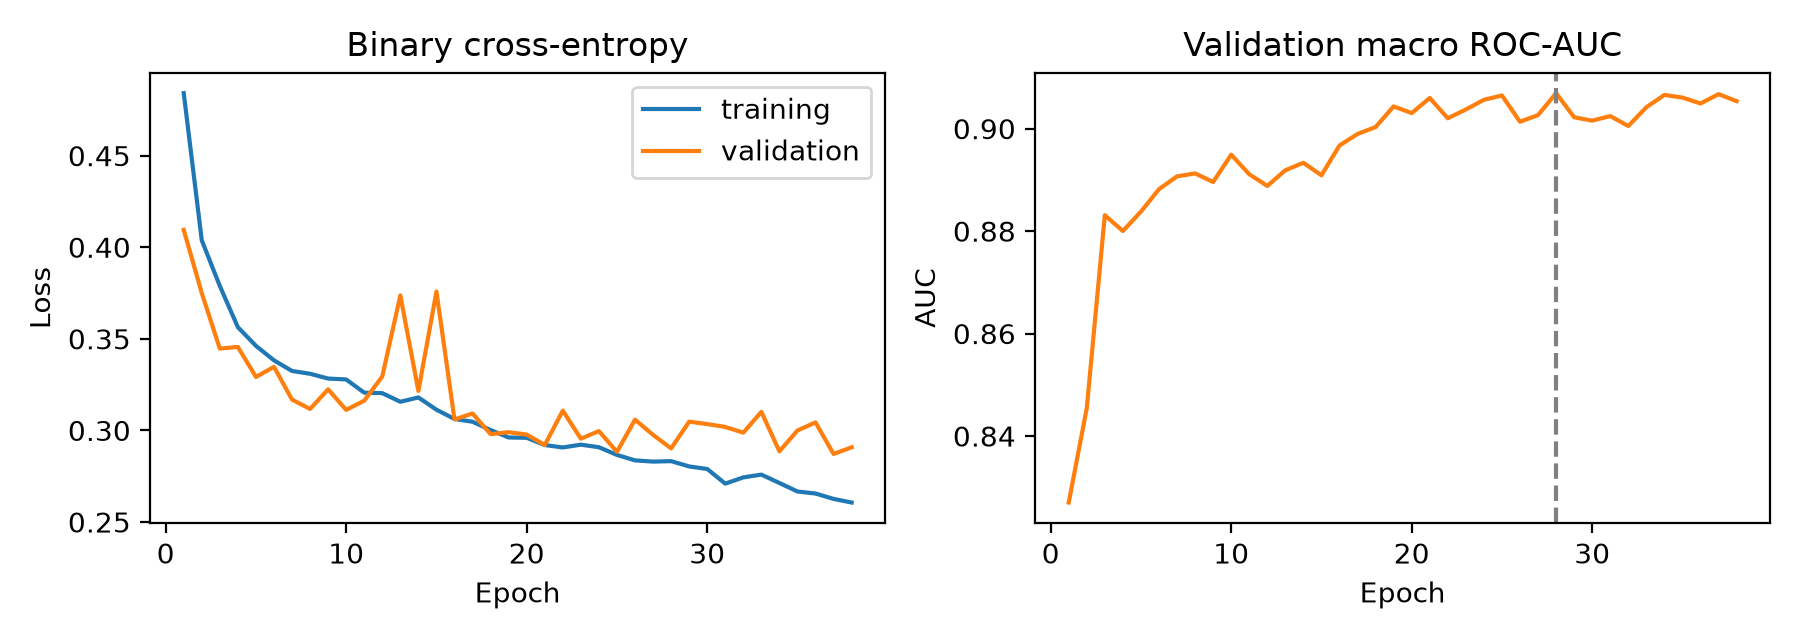 Binary cross-entropy
training
validation
0.45
0.40
0.35
0.30
0.25
Loss
0 10 20 30
Epoch
Validation macro ROC-AUC
0.90
0.88
0.86
0.84
AUC
0 10 20 30
Epoch